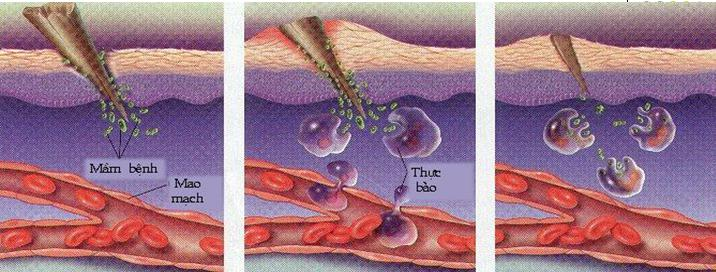 Mầm bệnh
Mao
mạch
Thực
bào